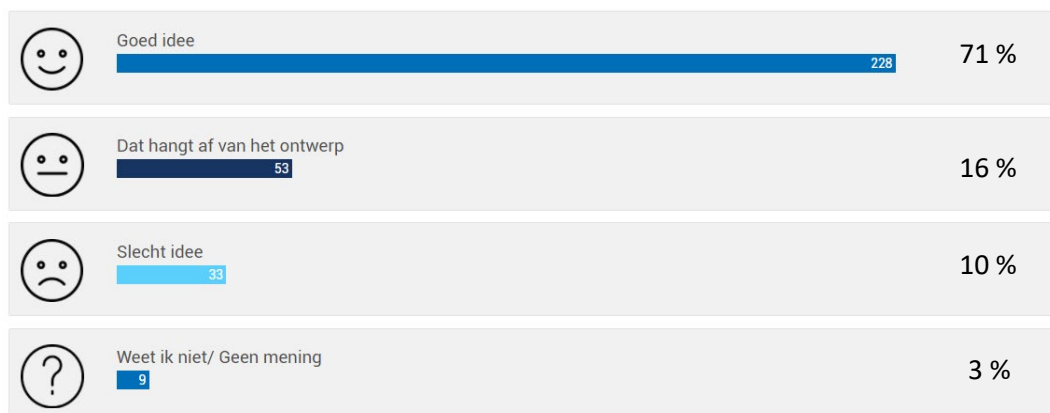 Goed idee
228
71 %
Dat hangt af van het ontwerp
53
16 %
Slecht idee
33
10 %
Weet ik niet/ Geen mening
9
3 %
?